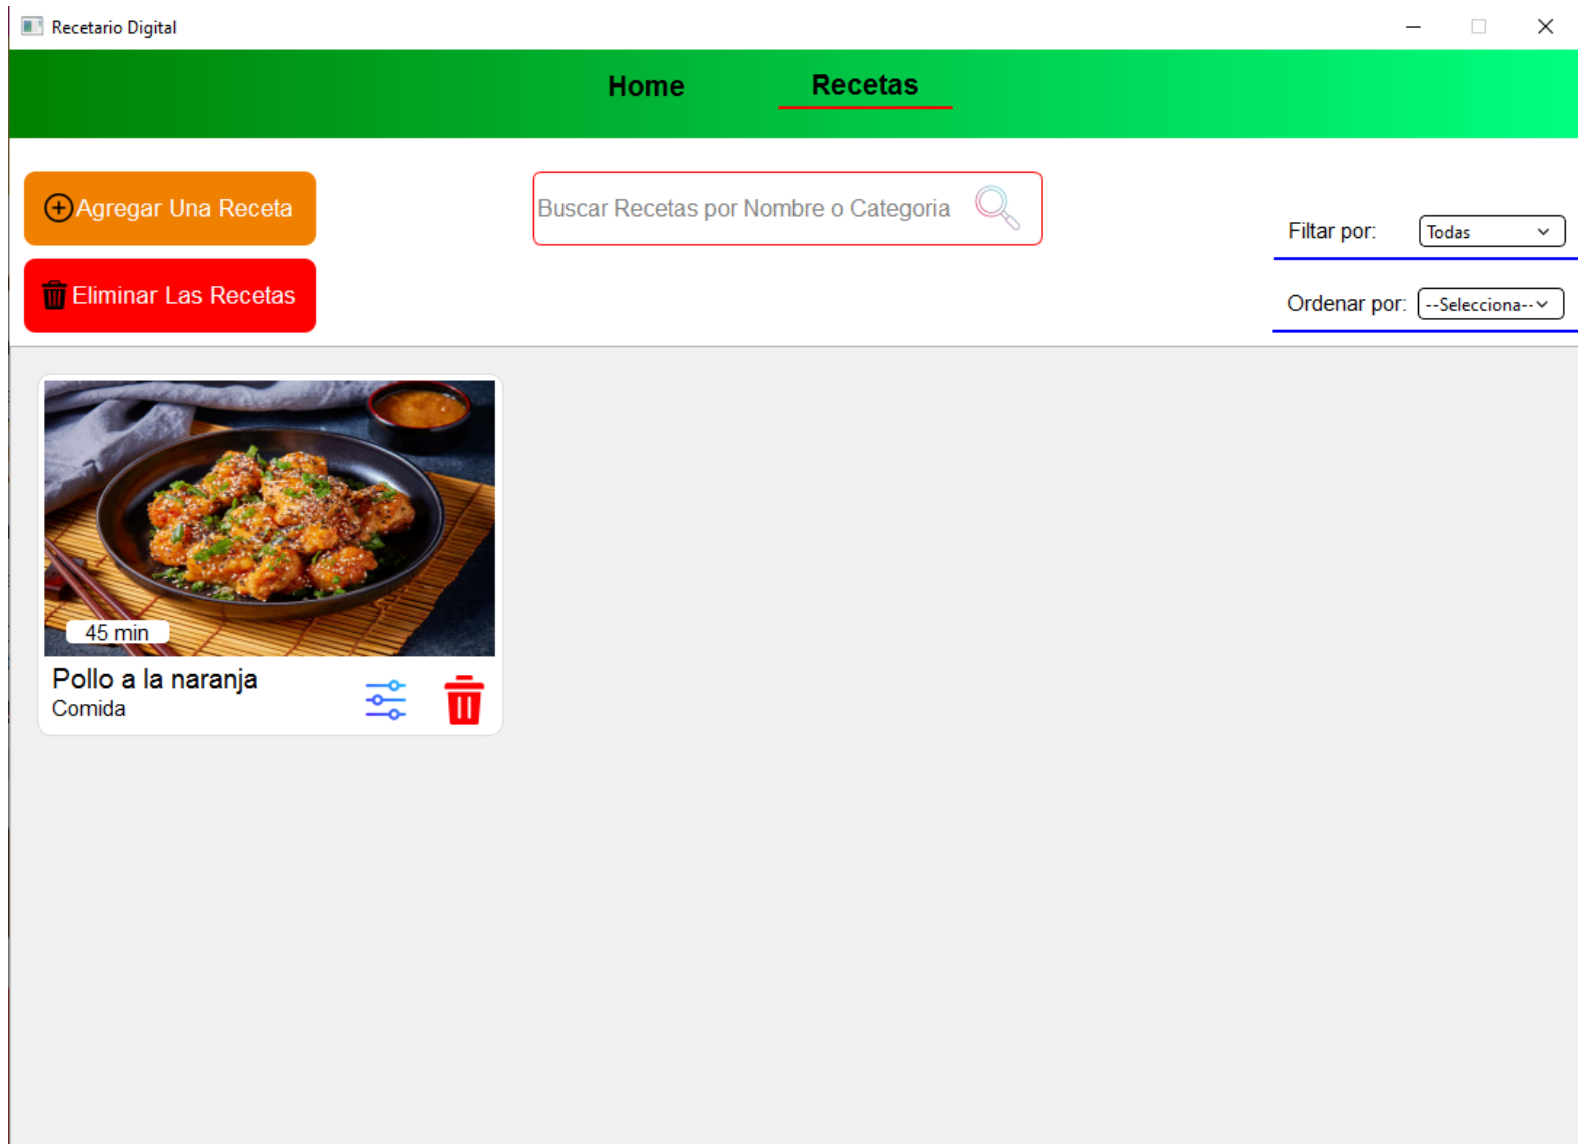 Recetario Digital
Home
Recetas
Agregar Una Receta
Buscar Recetas por Nombre o Categoria
Filtar por:
Todas
Eliminar Las Recetas
Ordenar por:
--Selecciona--
45 min
Pollo a la naranja
Comida